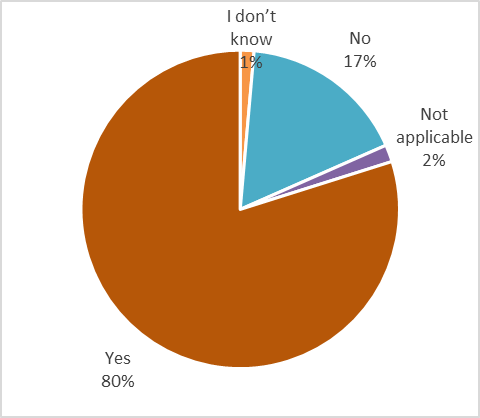 I don’t
know
1%
No
17%
Not
applicable
2%
Yes
80%